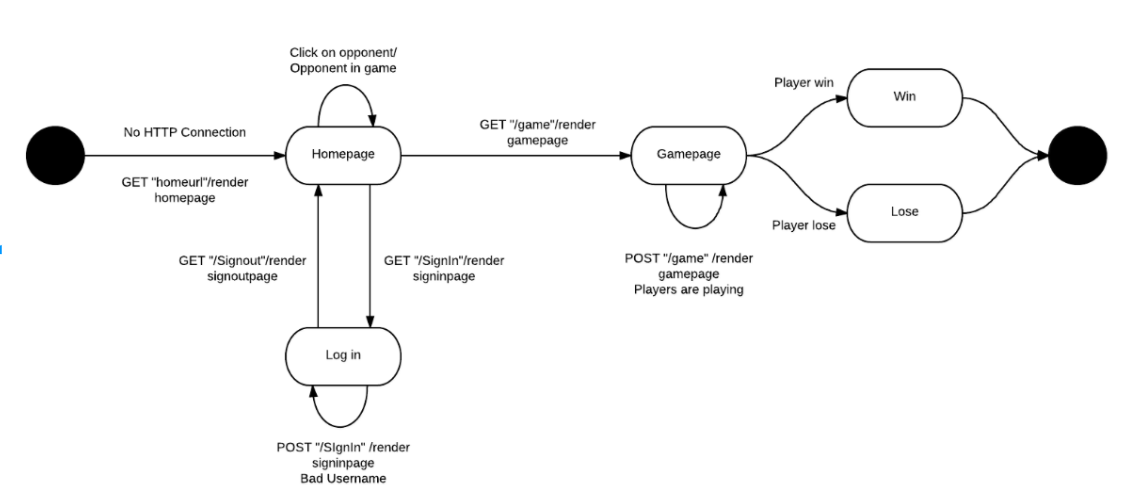 Click on opponent/
Opponent in game
No HTTP Connection
GET "homeurl"/render
homepage
Homepage
GET "/game"/render
gamepage
Gamepage
Player win
Win
Player lose
Lose
POST "/game" /render
gamepage
Players are playing
GET "/Signout"/render
signoutpage
GET "/SignIn"/render
signinpage
Log in
POST "/SIgnIn" /render
signinpage
Bad Username